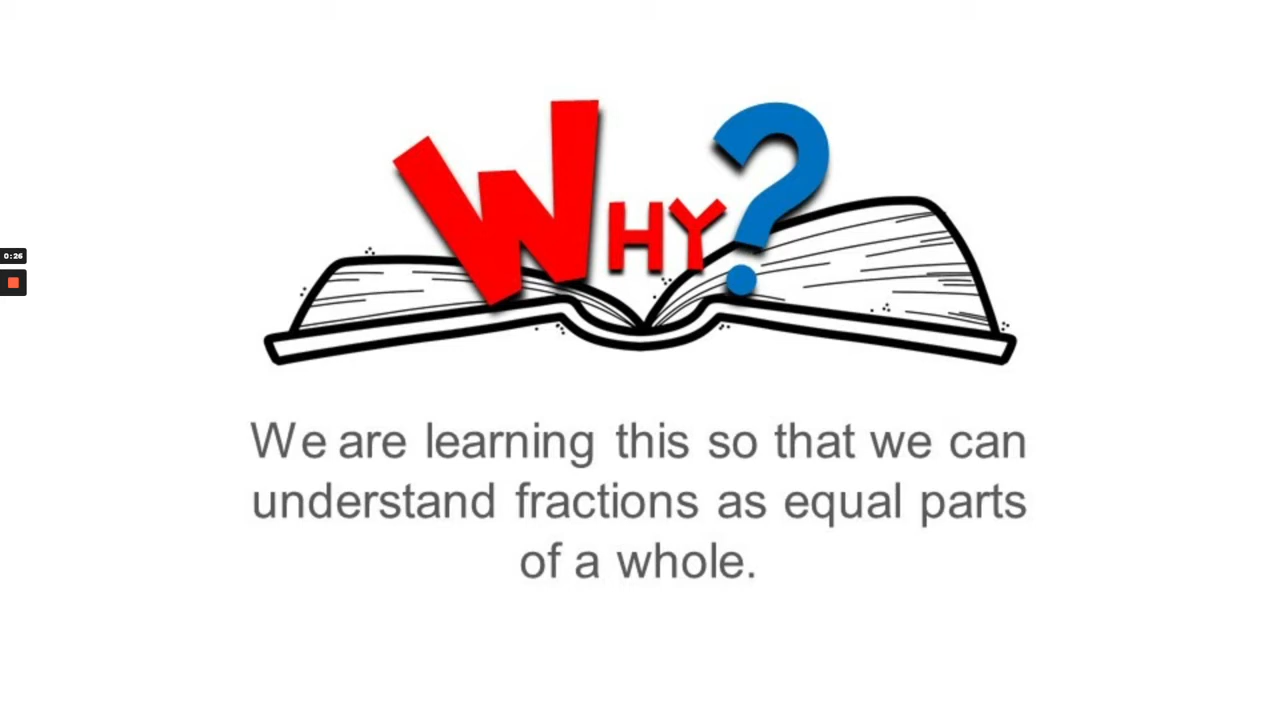 WHY?
0:26
We are learning this so that we can
understand fractions as equal parts
of a whole.